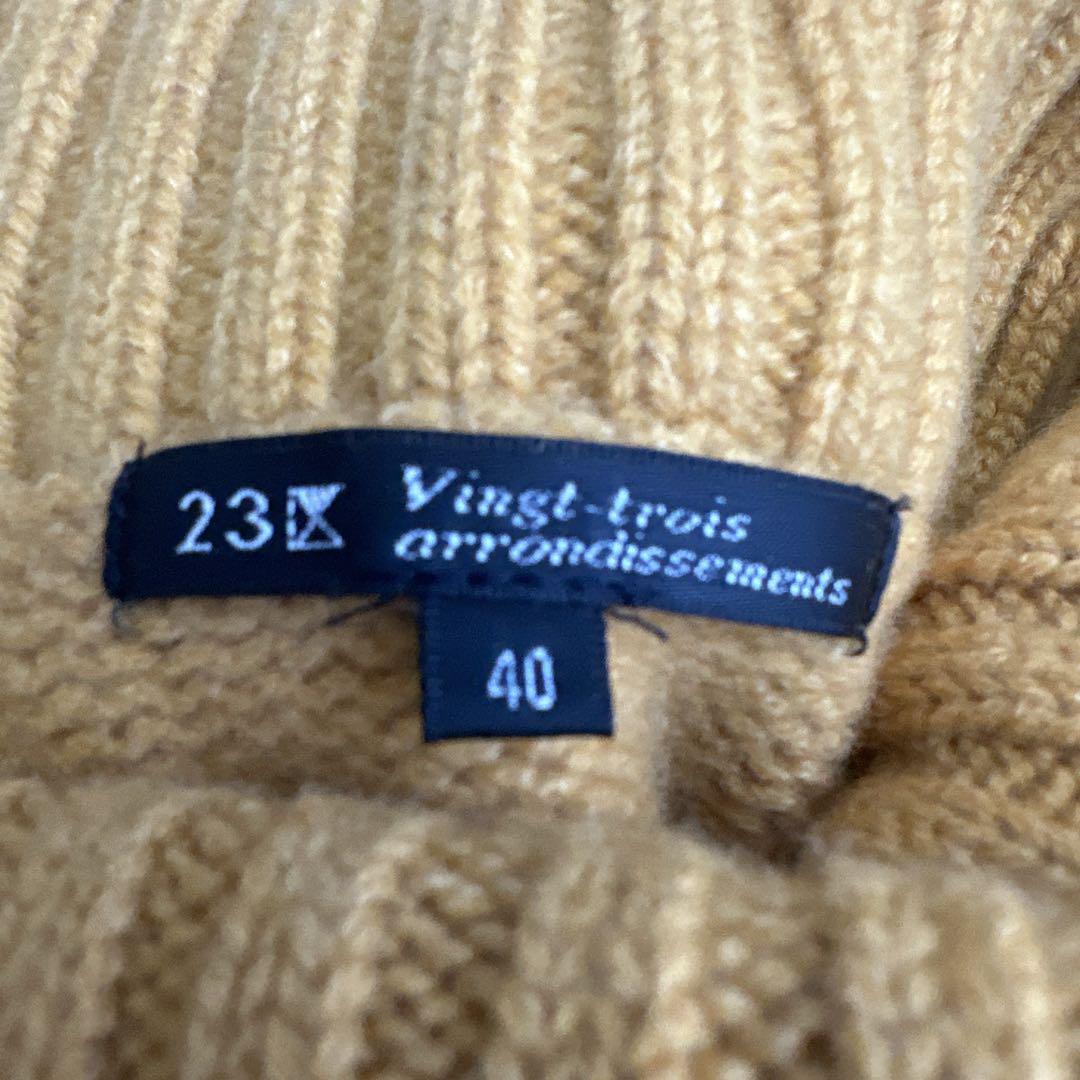 23区 Vingt-trois
arrondissements
40